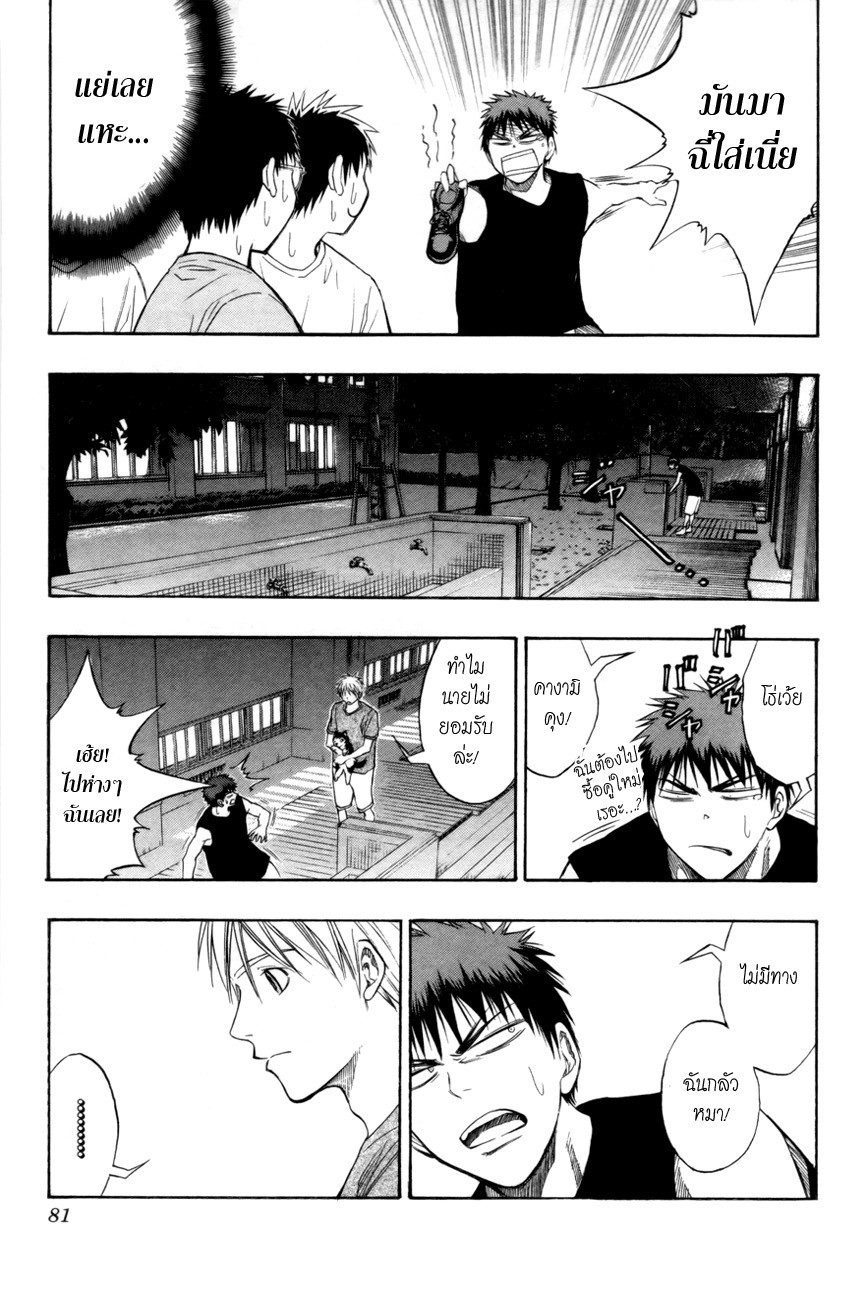 มันมา
ฉี่ใส่เนี่ย
แย่เลย
แหะ...
ジャ
ジャ
โธ่เว้ย
คางามิ
คุง!
ฉันต้องไป
ซื้อคู่ใหม่
เรอะ...?
ทำไม
นายไม่
ยอมรับ
ล่ะ!
เฮ้ย!
ไปห่างๆ
ฉันเลย!
ไม่มีทาง
ฉันกลัว
หมา!
.........
81